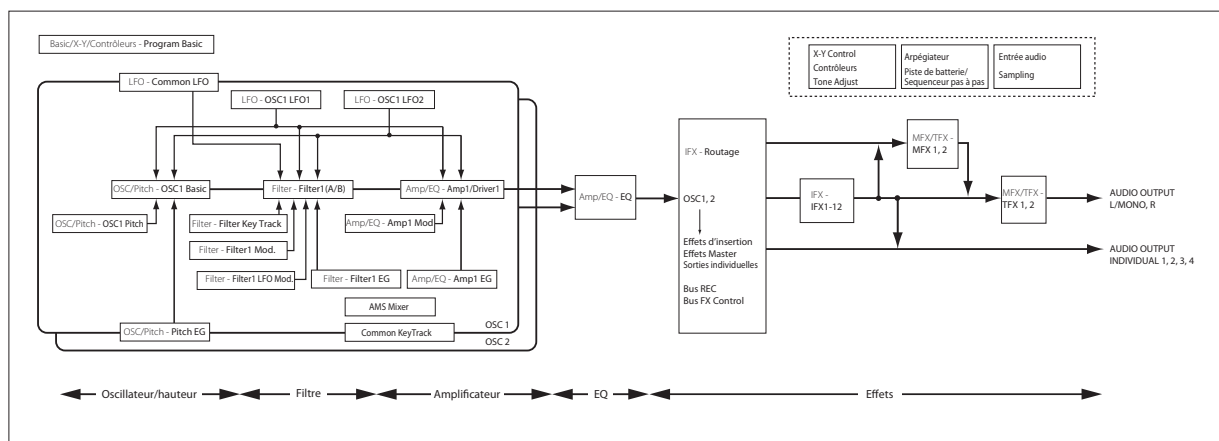 Basic/X-Y/Contrôleurs - Program Basic
X-Y Control
Contrôleurs
Tone Adjust
Arpégiateur
Piste de batterie/
Sequenceur pas à pas
Entrée audio
Sampling
LFO - Common LFO
LFO - OSC1 LFO1
LFO - OSC1 LFO2
OSC/Pitch - OSC1 Basic
Filter - Filter1(A/B)
Amp/EQ - Amp1/Driver1
OSC/Pitch - OSC1 Pitch
Filter - Filter Key Track
Amp/EQ - Amp1 Mod
Filter - Filter1 Mod.
Filter - Filter1 LFO Mod.
Filter - Filter1 EG
Amp/EQ - Amp1 EG
AMS Mixer
OSC/Pitch - Pitch EG
Common KeyTrack
OSC 1
OSC 2
Amp/EQ - EQ
IFX - Routage
OSC1, 2
Effets d'insertion
Effets Master
Sorties individuelles
Bus REC
Bus FX Control
IFX -
IFX1-12
MFX/TFX -
MFX 1, 2
MFX/TFX -
TFX 1, 2
AUDIO OUTPUT
L/MONO, R
AUDIO OUTPUT
INDIVIDUAL 1, 2, 3, 4
Oscillateur/hauteur
Filtre
Amplificateur
EQ
Effets